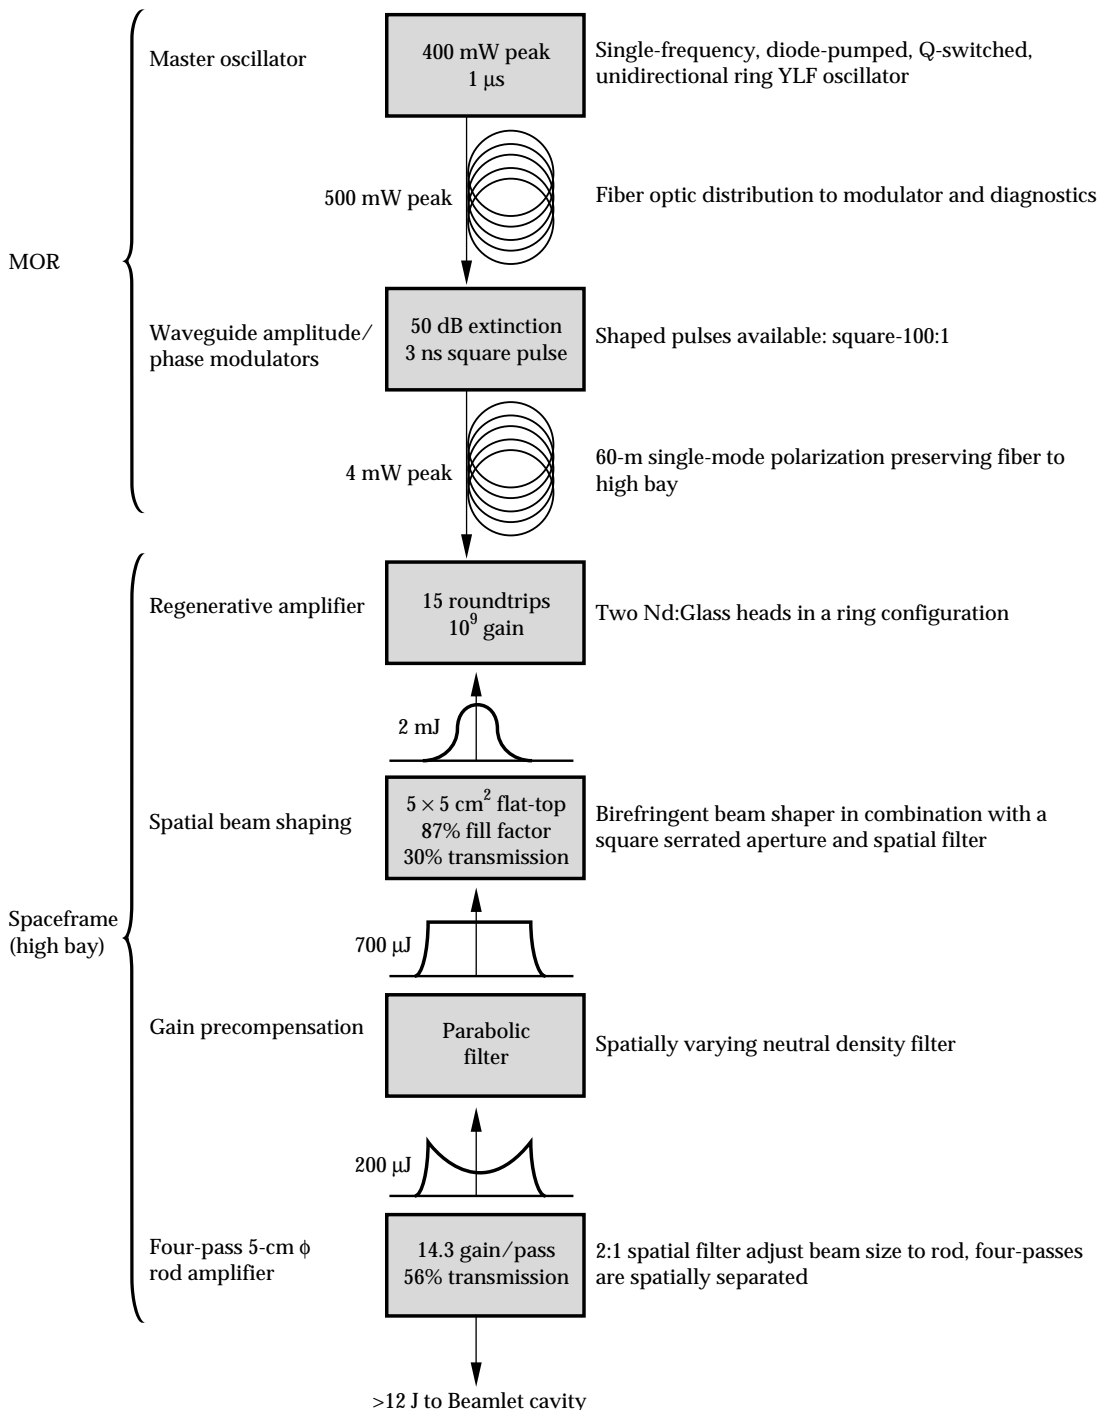 MOR
Master oscillator
400 mW peak
1 μs
Single-frequency, diode-pumped, Q-switched,
unidirectional ring YLF oscillator
500 mW peak
Fiber optic distribution to modulator and diagnostics
Waveguide amplitude/
phase modulators
50 dB extinction
3 ns square pulse
Shaped pulses available: square-100:1
4 mW peak
60-m single-mode polarization preserving fiber to
high bay
Spaceframe
(high bay)
Regenerative amplifier
15 roundtrips
10⁹ gain
Two Nd:Glass heads in a ring configuration
2 mJ
Spatial beam shaping
5 × 5 cm² flat-top
87% fill factor
30% transmission
Birefringent beam shaper in combination with a
square serrated aperture and spatial filter
700 μJ
Gain precompensation
Parabolic
filter
Spatially varying neutral density filter
200 μJ
Four-pass 5-cm ϕ
rod amplifier
14.3 gain/pass
56% transmission
2:1 spatial filter adjust beam size to rod, four-passes
are spatially separated
>12 J to Beamlet cavity